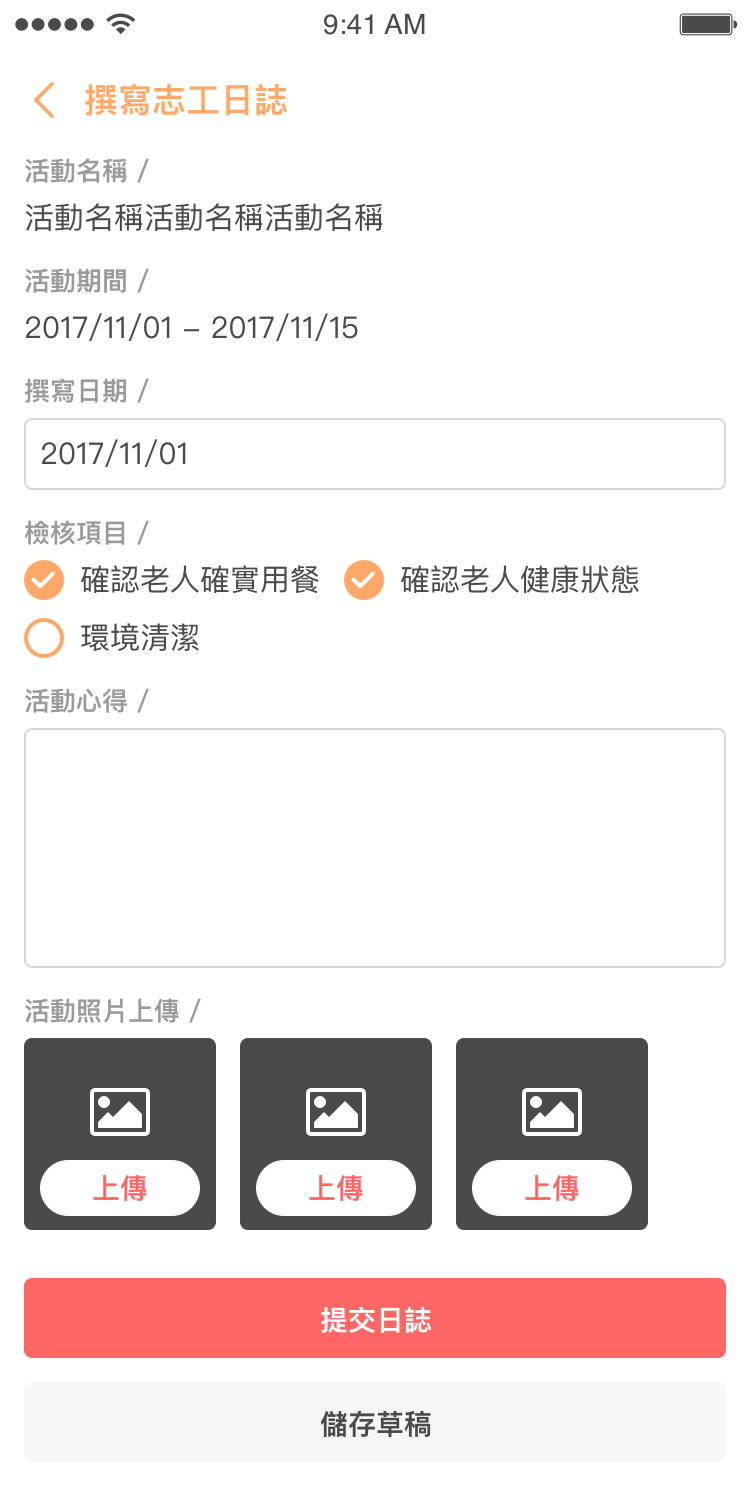 9:41 AM
撰寫志工日誌
活動名稱 /
活動名稱活動名稱活動名稱
活動期間 /
2017/11/01 – 2017/11/15
撰寫日期 /
2017/11/01
檢核項目 /
確認老人確實用餐 確認老人健康狀態
環境清潔
活動心得 /
活動照片上傳 /
上傳 上傳 上傳
提交日誌
儲存草稿